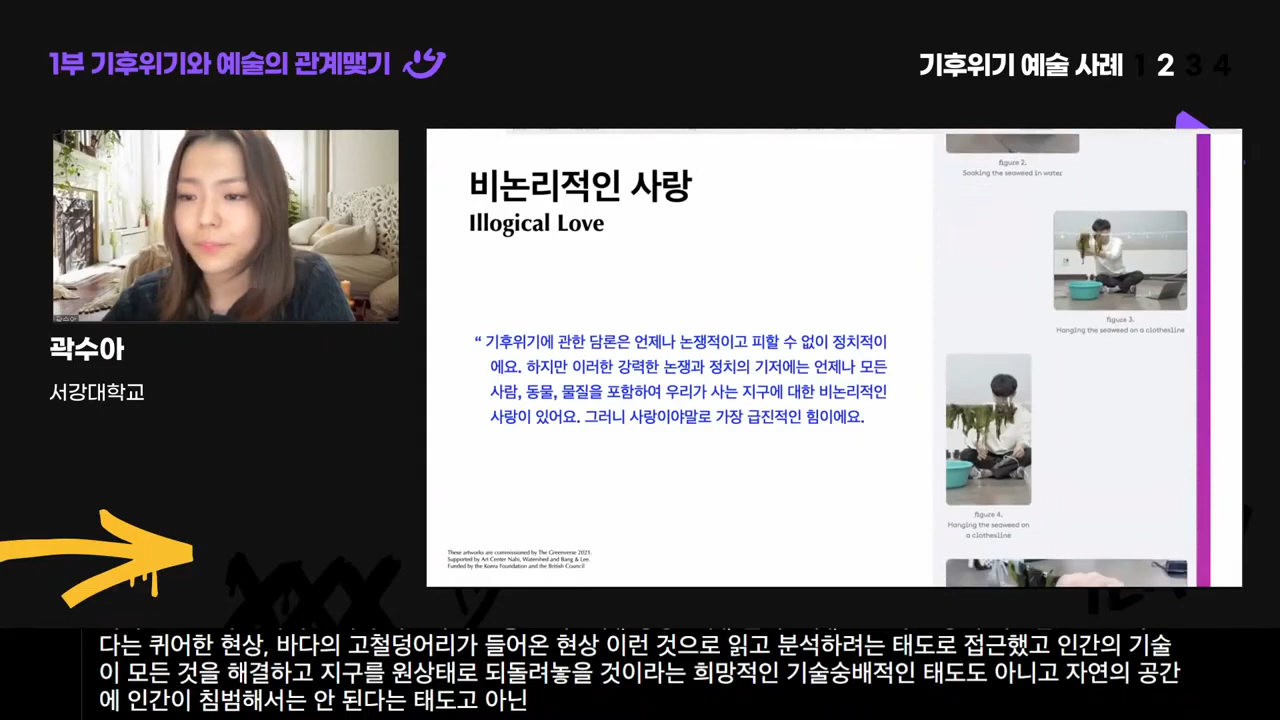 1부 기후위기와 예술의 관계맺기
기후위기 예술 사례 1 2 3 4
곽수아
서강대학교
비논리적인 사랑
Illogical Love
“ 기후위기에 관한 담론은 언제나 논쟁적이고 피할 수 없이 정치적이
에요. 하지만 이러한 강력한 논쟁과 정치의 기저에는 언제나 모든
사람, 동물, 물질을 포함하여 우리가 사는 지구에 대한 비논리적인
사랑이 있어요. 그러니 사랑이야말로 가장 급진적인 힘이에요.
These artworks are commissioned by The Greenverse 2021.
Supported by Art Center Nabi, Watershed and Bang & Lee.
Funded by the Korea Foundation and the British Council
figure 2.
Soaking the seaweed in water
figure 3.
Hanging the seaweed on a clothesline
figure 4.
Hanging the seaweed on
a clothesline
다는 퀴어한 현상, 바다의 고철덩어리가 들어온 현상 이런 것으로 읽고 분석하려는 태도로 접근했고 인간의 기술
이 모든 것을 해결하고 지구를 원상태로 되돌려놓을 것이라는 희망적인 기술숭배적인 태도도 아니고 자연의 공간
에 인간이 침범해서는 안 된다는 태도고 아닌